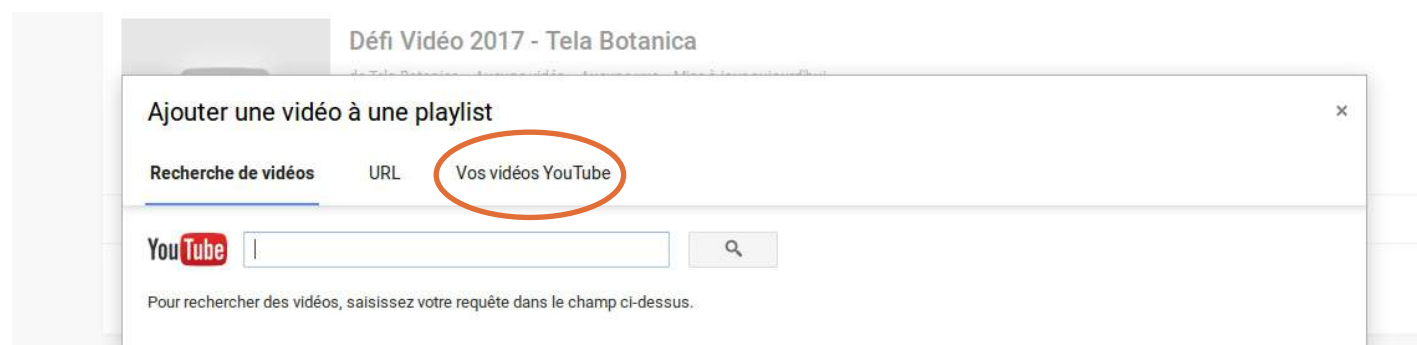 Défi Vidéo 2017 - Tela Botanica
Ajouter une vidéo à une playlist
×
Recherche de vidéos URL Vos vidéos YouTube
YouTube
Pour rechercher des vidéos, saisissez votre requête dans le champ ci-dessus.